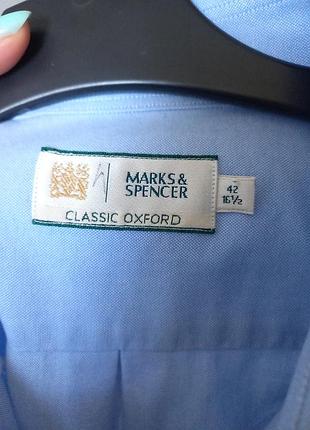 MARKS &
SPENCER
CLASSIC OXFORD
42
16½